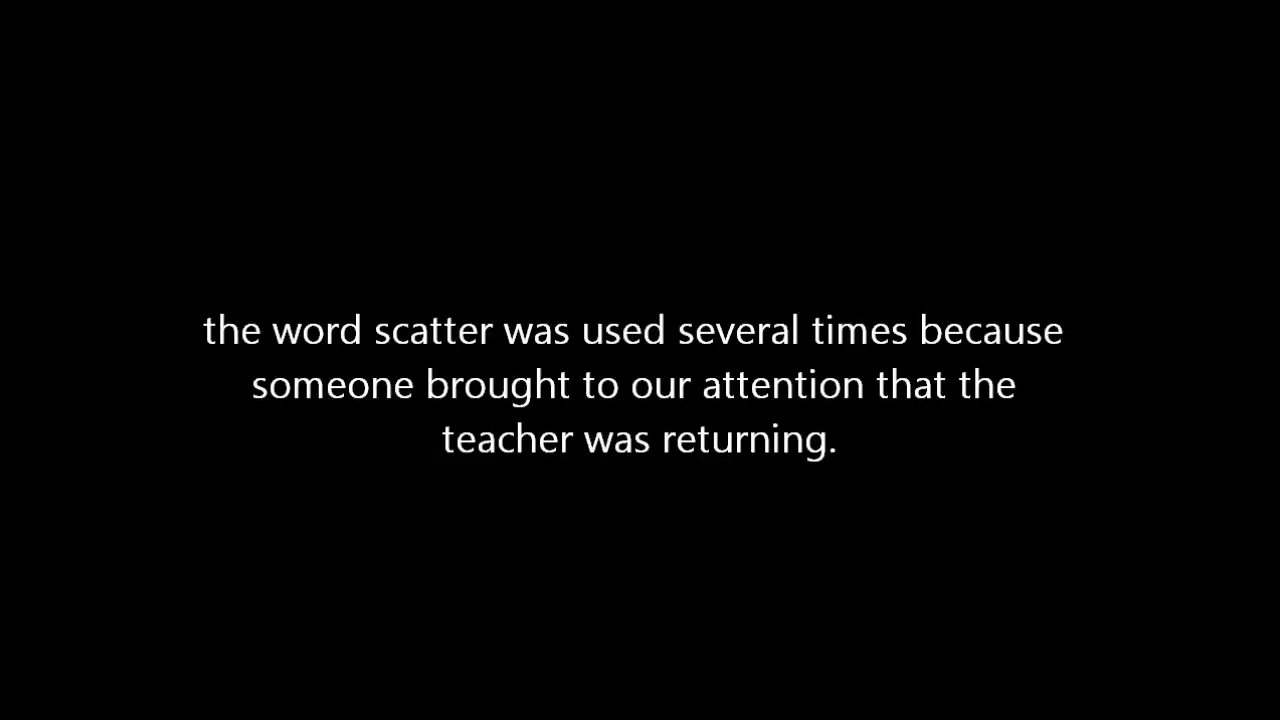 the word scatter was used several times because
someone brought to our attention that the
teacher was returning.